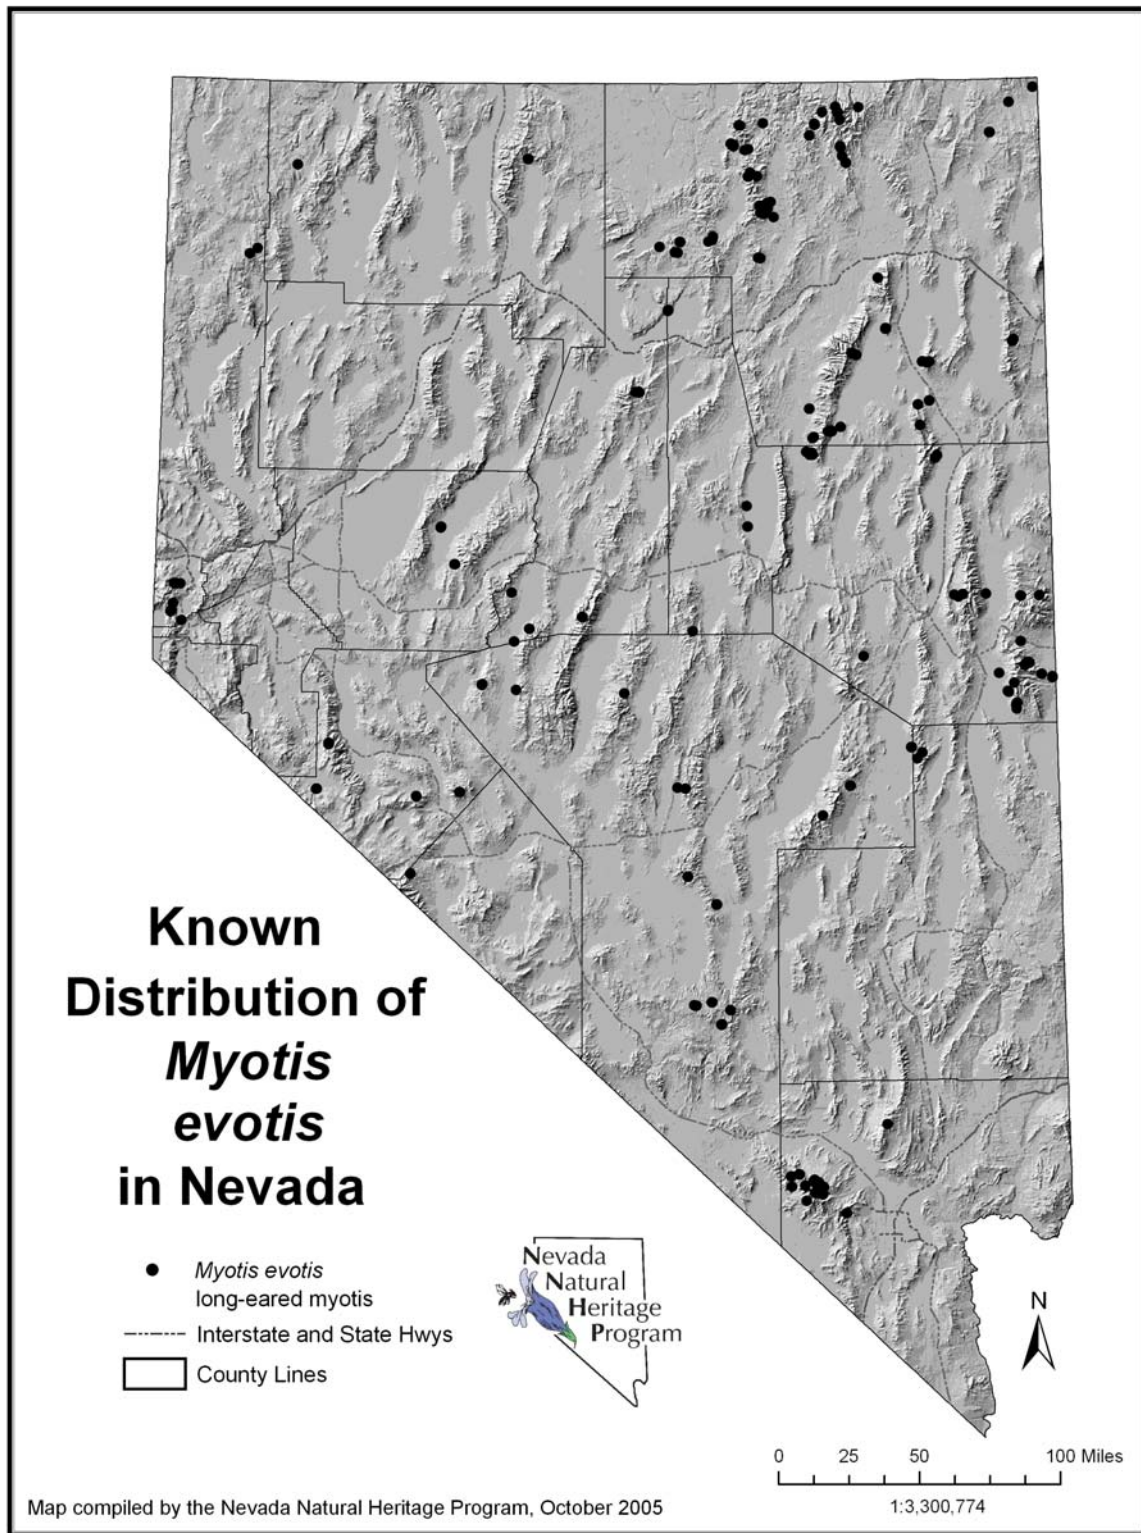 Known
Distribution of
Myotis
evotis
in Nevada
Myotis evotis
long-eared myotis
Interstate and State Hwys
County Lines
Nevada
Natural
Heritage
Program
N
0 25 50 100 Miles
1:3,300,774
Map compiled by the Nevada Natural Heritage Program, October 2005